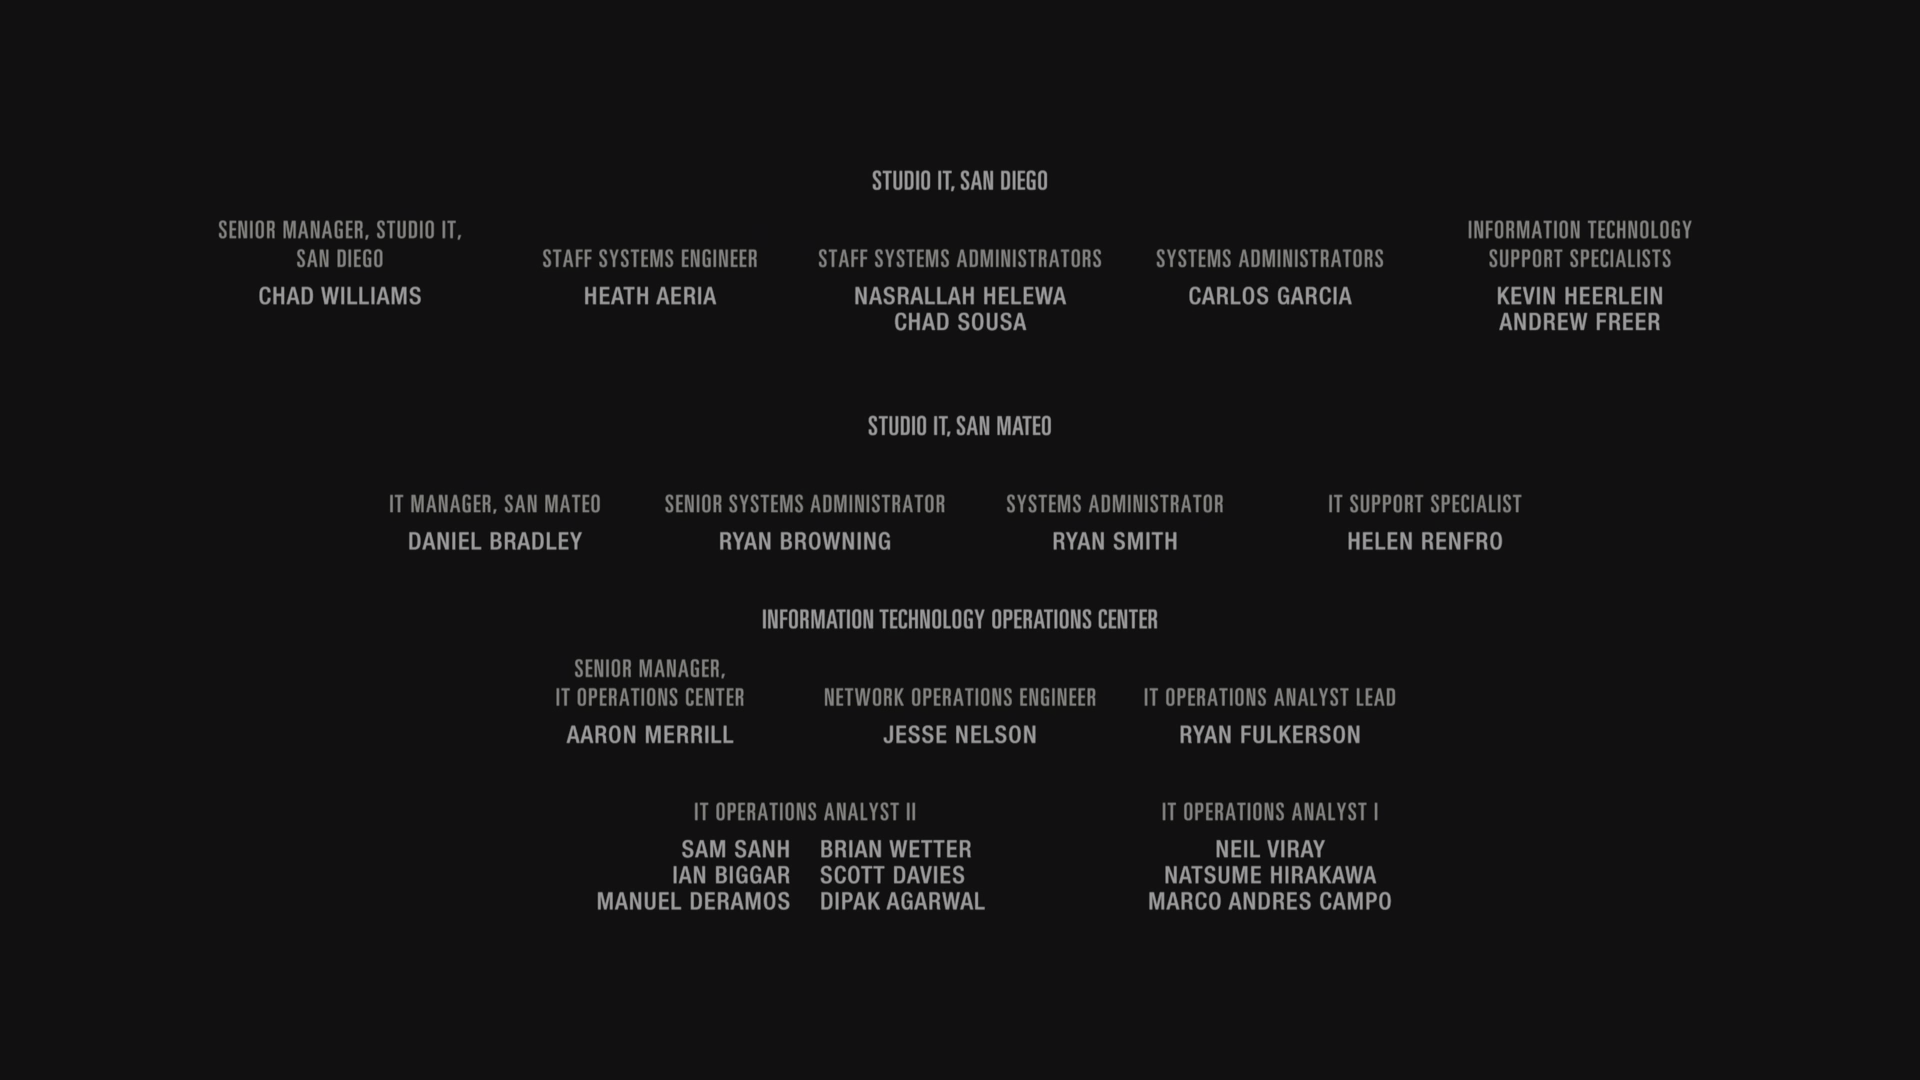 STUDIO IT, SAN DIEGO
SENIOR MANAGER, STUDIO IT,
SAN DIEGO
CHAD WILLIAMS
STAFF SYSTEMS ENGINEER
HEATH AERIA
STAFF SYSTEMS ADMINISTRATORS
NASRALLAH HELEWA
CHAD SOUSA
SYSTEMS ADMINISTRATORS
CARLOS GARCIA
INFORMATION TECHNOLOGY
SUPPORT SPECIALISTS
KEVIN HEERLEIN
ANDREW FREER
STUDIO IT, SAN MATEO
IT MANAGER, SAN MATEO
DANIEL BRADLEY
SENIOR SYSTEMS ADMINISTRATOR
RYAN BROWNING
SYSTEMS ADMINISTRATOR
RYAN SMITH
IT SUPPORT SPECIALIST
HELEN RENFRO
INFORMATION TECHNOLOGY OPERATIONS CENTER
SENIOR MANAGER,
IT OPERATIONS CENTER
AARON MERRILL
NETWORK OPERATIONS ENGINEER
JESSE NELSON
IT OPERATIONS ANALYST LEAD
RYAN FULKERSON
IT OPERATIONS ANALYST II
SAM SANH
IAN BIGGAR
MANUEL DERAMOS
BRIAN WETTER
SCOTT DAVIES
DIPAK AGARWAL
IT OPERATIONS ANALYST I
NEIL VIRAY
NATSUME HIRAKAWA
MARCO ANDRES CAMPO